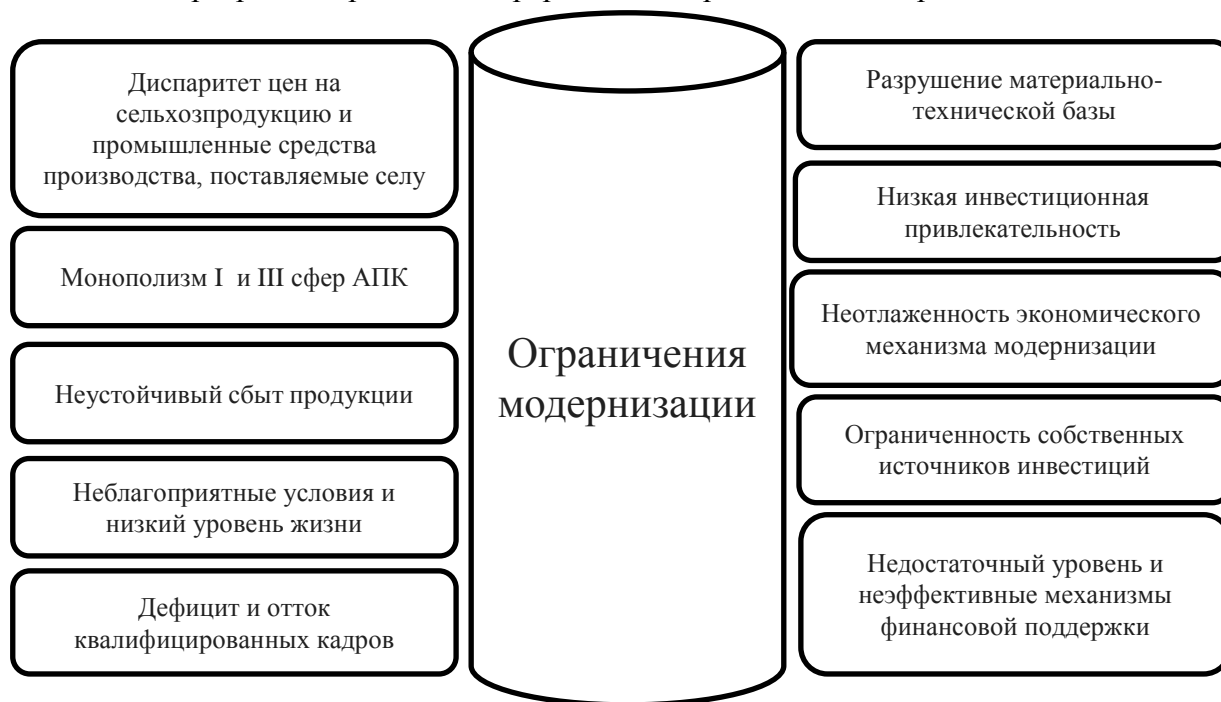 Диспаритет цен на
сельхозпродукцию и
промышленные средства
производства, поставляемые селу
Монополизм I и III сфер АПК
Неустойчивый сбыт продукции
Неблагоприятные условия и
низкий уровень жизни
Дефицит и отток
квалифицированных кадров
Ограничения
модернизации
Разрушение материально-
технической базы
Низкая инвестиционная
привлекательность
Неотлаженность экономического
механизма модернизации
Ограниченность собственных
источников инвестиций
Недостаточный уровень и
неэффективные механизмы
финансовой поддержки